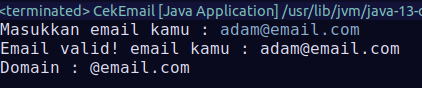 <terminated> CekEmail [Java Application] /usr/lib/jvm/java-13-
Masukkan email kamu : adam@email.com
Email valid! email kamu : adam@email.com
Domain : @email.com